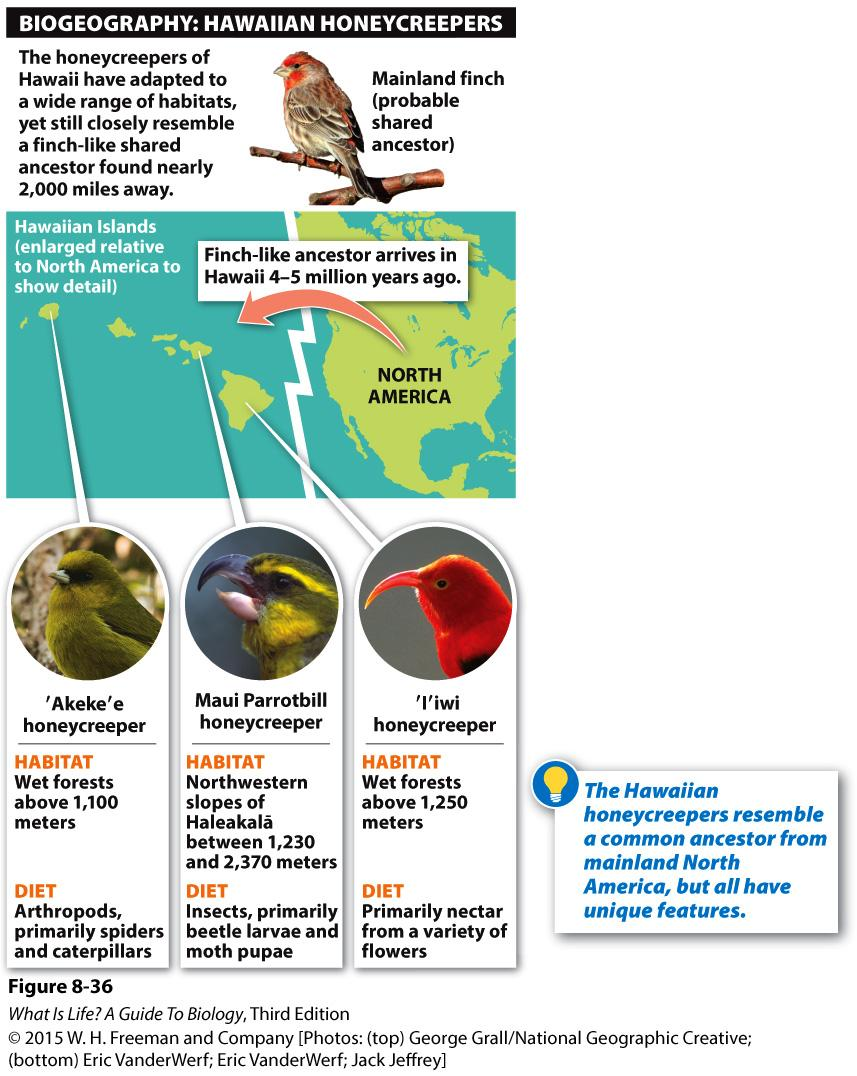 BIOGEOGRAPHY: HAWAIIAN HONEYCREEPERS
The honeycreepers of
Hawaii have adapted to
a wide range of habitats,
yet still closely resemble
a finch-like shared
ancestor found nearly
2,000 miles away.
Mainland finch
(probable
shared
ancestor)
Hawaiian Islands
(enlarged relative
to North America to
show detail)
Finch-like ancestor arrives in
Hawaii 4–5 million years ago.
NORTH
AMERICA
ʹAkekeʹe
honeycreeper
HABITAT
Wet forests
above 1,100
meters
DIET
Arthropods,
primarily spiders
and caterpillars
Maui Parrotbill
honeycreeper
HABITAT
Northwestern
slopes of
Haleakalā
between 1,230
and 2,370 meters
DIET
Insects, primarily
beetle larvae and
moth pupae
ʹIʹiwi
honeycreeper
HABITAT
Wet forests
above 1,250
meters
DIET
Primarily nectar
from a variety of
flowers
The Hawaiian
honeycreepers resemble
a common ancestor from
mainland North
America, but all have
unique features.
Figure 8-36
What Is Life? A Guide To Biology, Third Edition
© 2015 W. H. Freeman and Company [Photos: (top) George Grall/National Geographic Creative;
(bottom) Eric VanderWerf; Eric VanderWerf; Jack Jeffrey]